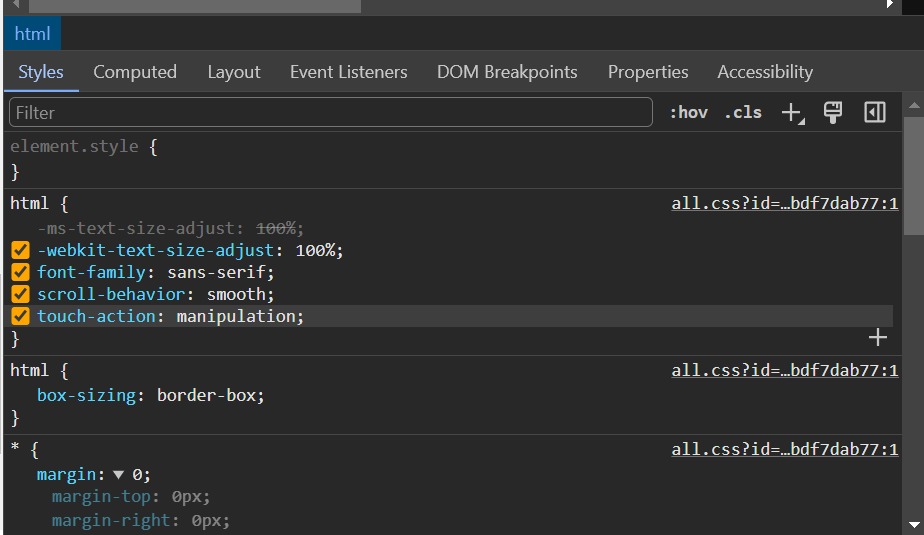 html
Styles Computed Layout Event Listeners DOM Breakpoints Properties Accessibility
Filter :hov .cls
element.style {
}
html { all.css?id=…bdf7dab77:1
-ms-text-size-adjust: 100%;
-webkit-text-size-adjust: 100%;
font-family: sans-serif;
scroll-behavior: smooth;
touch-action: manipulation;
}
html { all.css?id=…bdf7dab77:1
box-sizing: border-box;
}
* { all.css?id=…bdf7dab77:1
margin: 0;
margin-top: 0px;
margin-right: 0px;